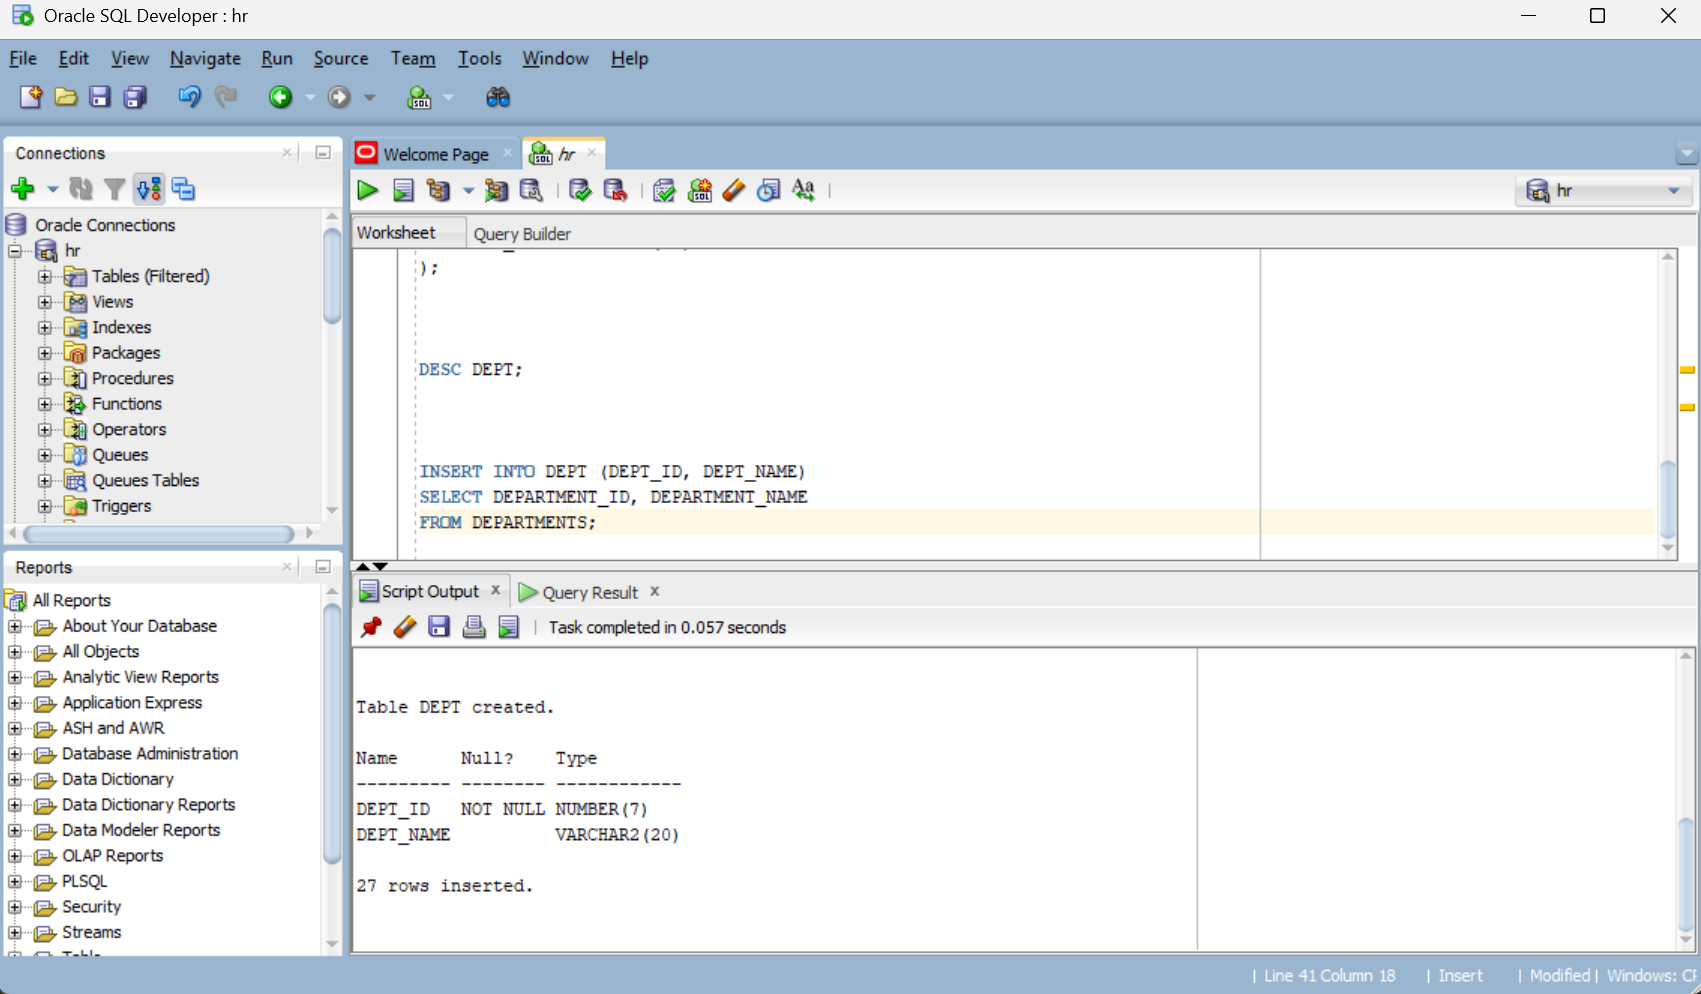 Oracle SQL Developer : hr
File Edit View Navigate Run Source Team Tools Window Help
Connections
Oracle Connections
hr
Tables (Filtered)
Views
Indexes
Packages
Procedures
Functions
Operators
Queues
Queues Tables
Triggers
Reports
All Reports
About Your Database
All Objects
Analytic View Reports
Application Express
ASH and AWR
Database Administration
Data Dictionary
Data Dictionary Reports
Data Modeler Reports
OLAP Reports
PLSQL
Security
Streams
Table
Welcome Page
hr
hr
Worksheet Query Builder
);
DESC DEPT;
INSERT INTO DEPT (DEPT_ID, DEPT_NAME)
SELECT DEPARTMENT_ID, DEPARTMENT_NAME
FROM DEPARTMENTS;
Script Output Query Result
Task completed in 0.057 seconds
Table DEPT created.
Name Null? Type
--------- -------- ------------
DEPT_ID NOT NULL NUMBER(7)
DEPT_NAME VARCHAR2(20)
27 rows inserted.
| Line 41 Column 18 | Insert | Modified | Windows: